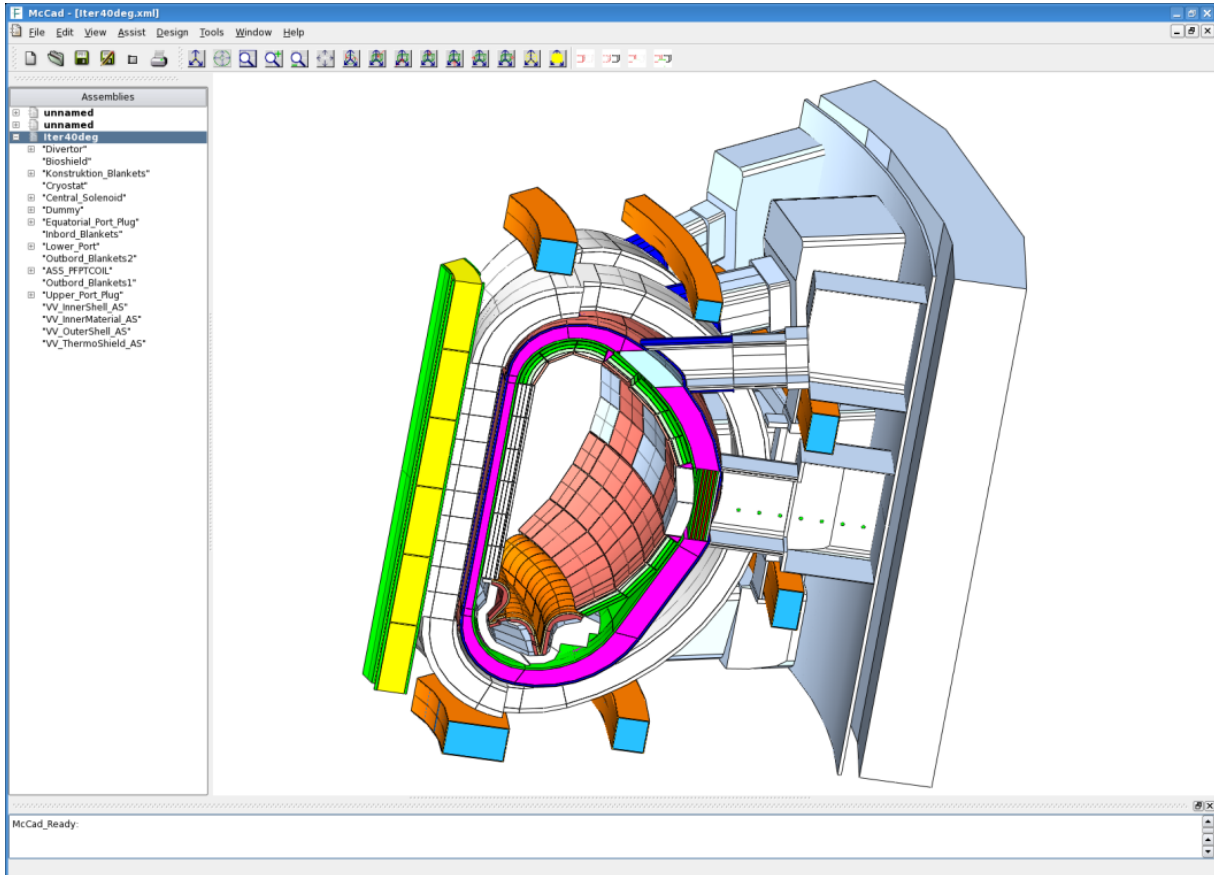 McCad - [Iter40deg.xml]
File Edit View Assist Design Tools Window Help
Assemblies
unnamed
unnamed
Iter40deg
"Divertor"
"Bioshield"
"Konstruktion_Blankets"
"Cryostat"
"Central_Solenoid"
"Dummy"
"Equatorial_Port_Plug"
"Inbord_Blankets"
"Lower_Port"
"Outbord_Blankets2"
"ASS_PFPTCOIL"
"Outbord_Blankets1"
"Upper_Port_Plug"
"VV_InnerShell_AS"
"VV_InnerMaterial_AS"
"VV_OuterShell_AS"
"VV_ThermoShield_AS"
McCad_Ready: